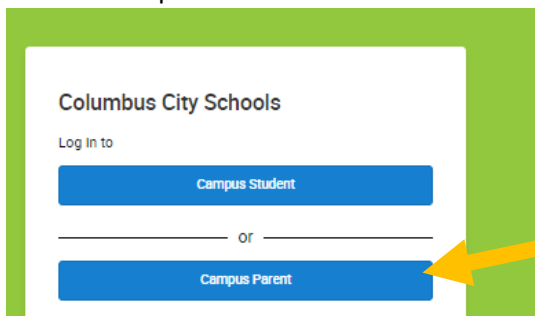 Columbus City Schools
Log In to
Campus Student
or
Campus Parent